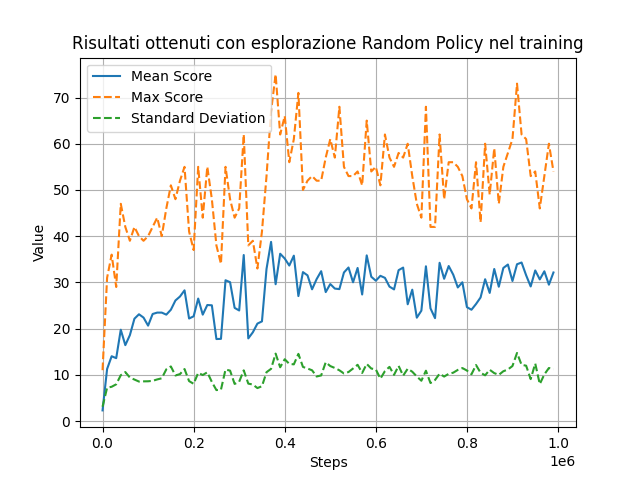 Risultati ottenuti con esplorazione Random Policy nel training
Mean Score
Max Score
Standard Deviation
Value
70
60
50
40
30
20
10
0
0.0 0.2 0.4 0.6 0.8 1.0
1e6
Steps